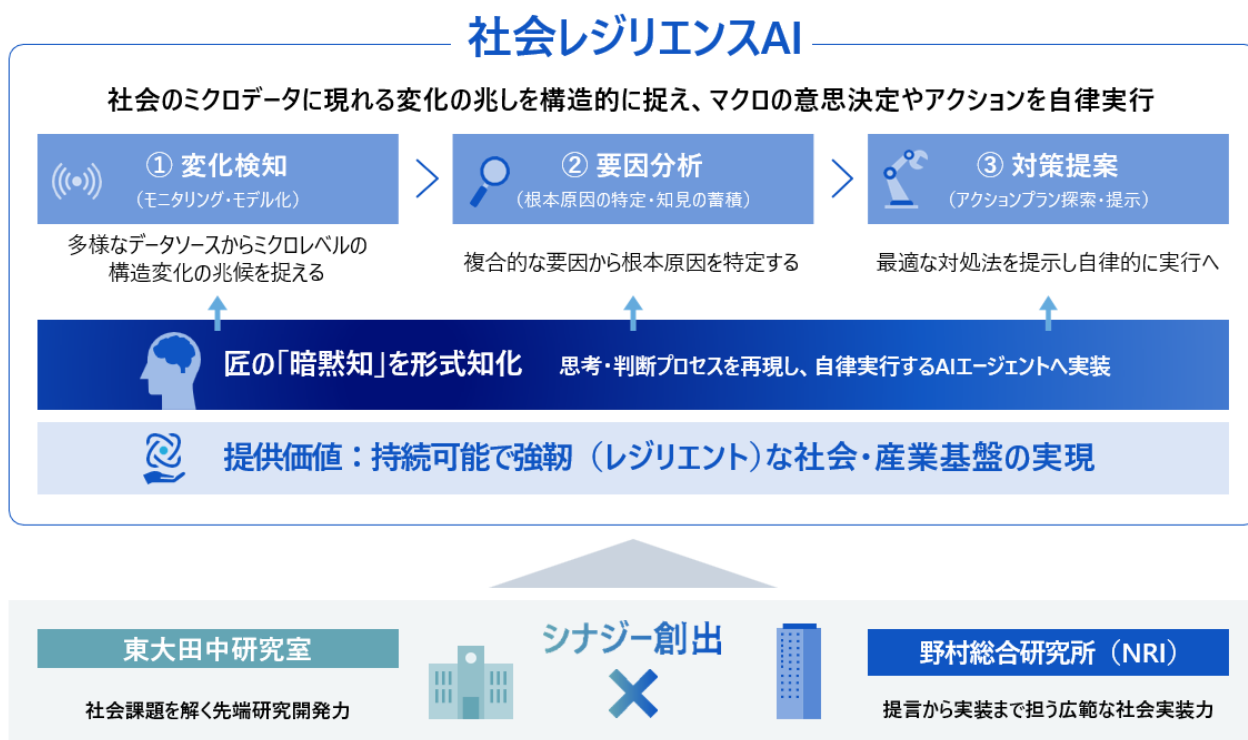 社会レジリエンスAI
社会のミクロデータに現れる変化の兆しを構造的に捉え、マクロの意思決定やアクションを自律実行
① 変化検知
（モニタリング・モデル化）
多様なデータソースからミクロレベルの
構造変化の兆候を捉える
② 要因分析
（根本原因の特定・知見の蓄積）
複合的な要因から根本原因を特定する
③ 対策提案
（アクションプラン探索・提示）
最適な対処法を提示し自律的に実行へ
匠の「暗黙知」を形式知化 思考・判断プロセスを再現し、自律実行するAIエージェントへ実装
提供価値：持続可能で強靭（レジリエント）な社会・産業基盤の実現
東大田中研究室
社会課題を解く先端研究開発力
シナジー創出
野村総合研究所（NRI）
提言から実装まで担う広範な社会実装力